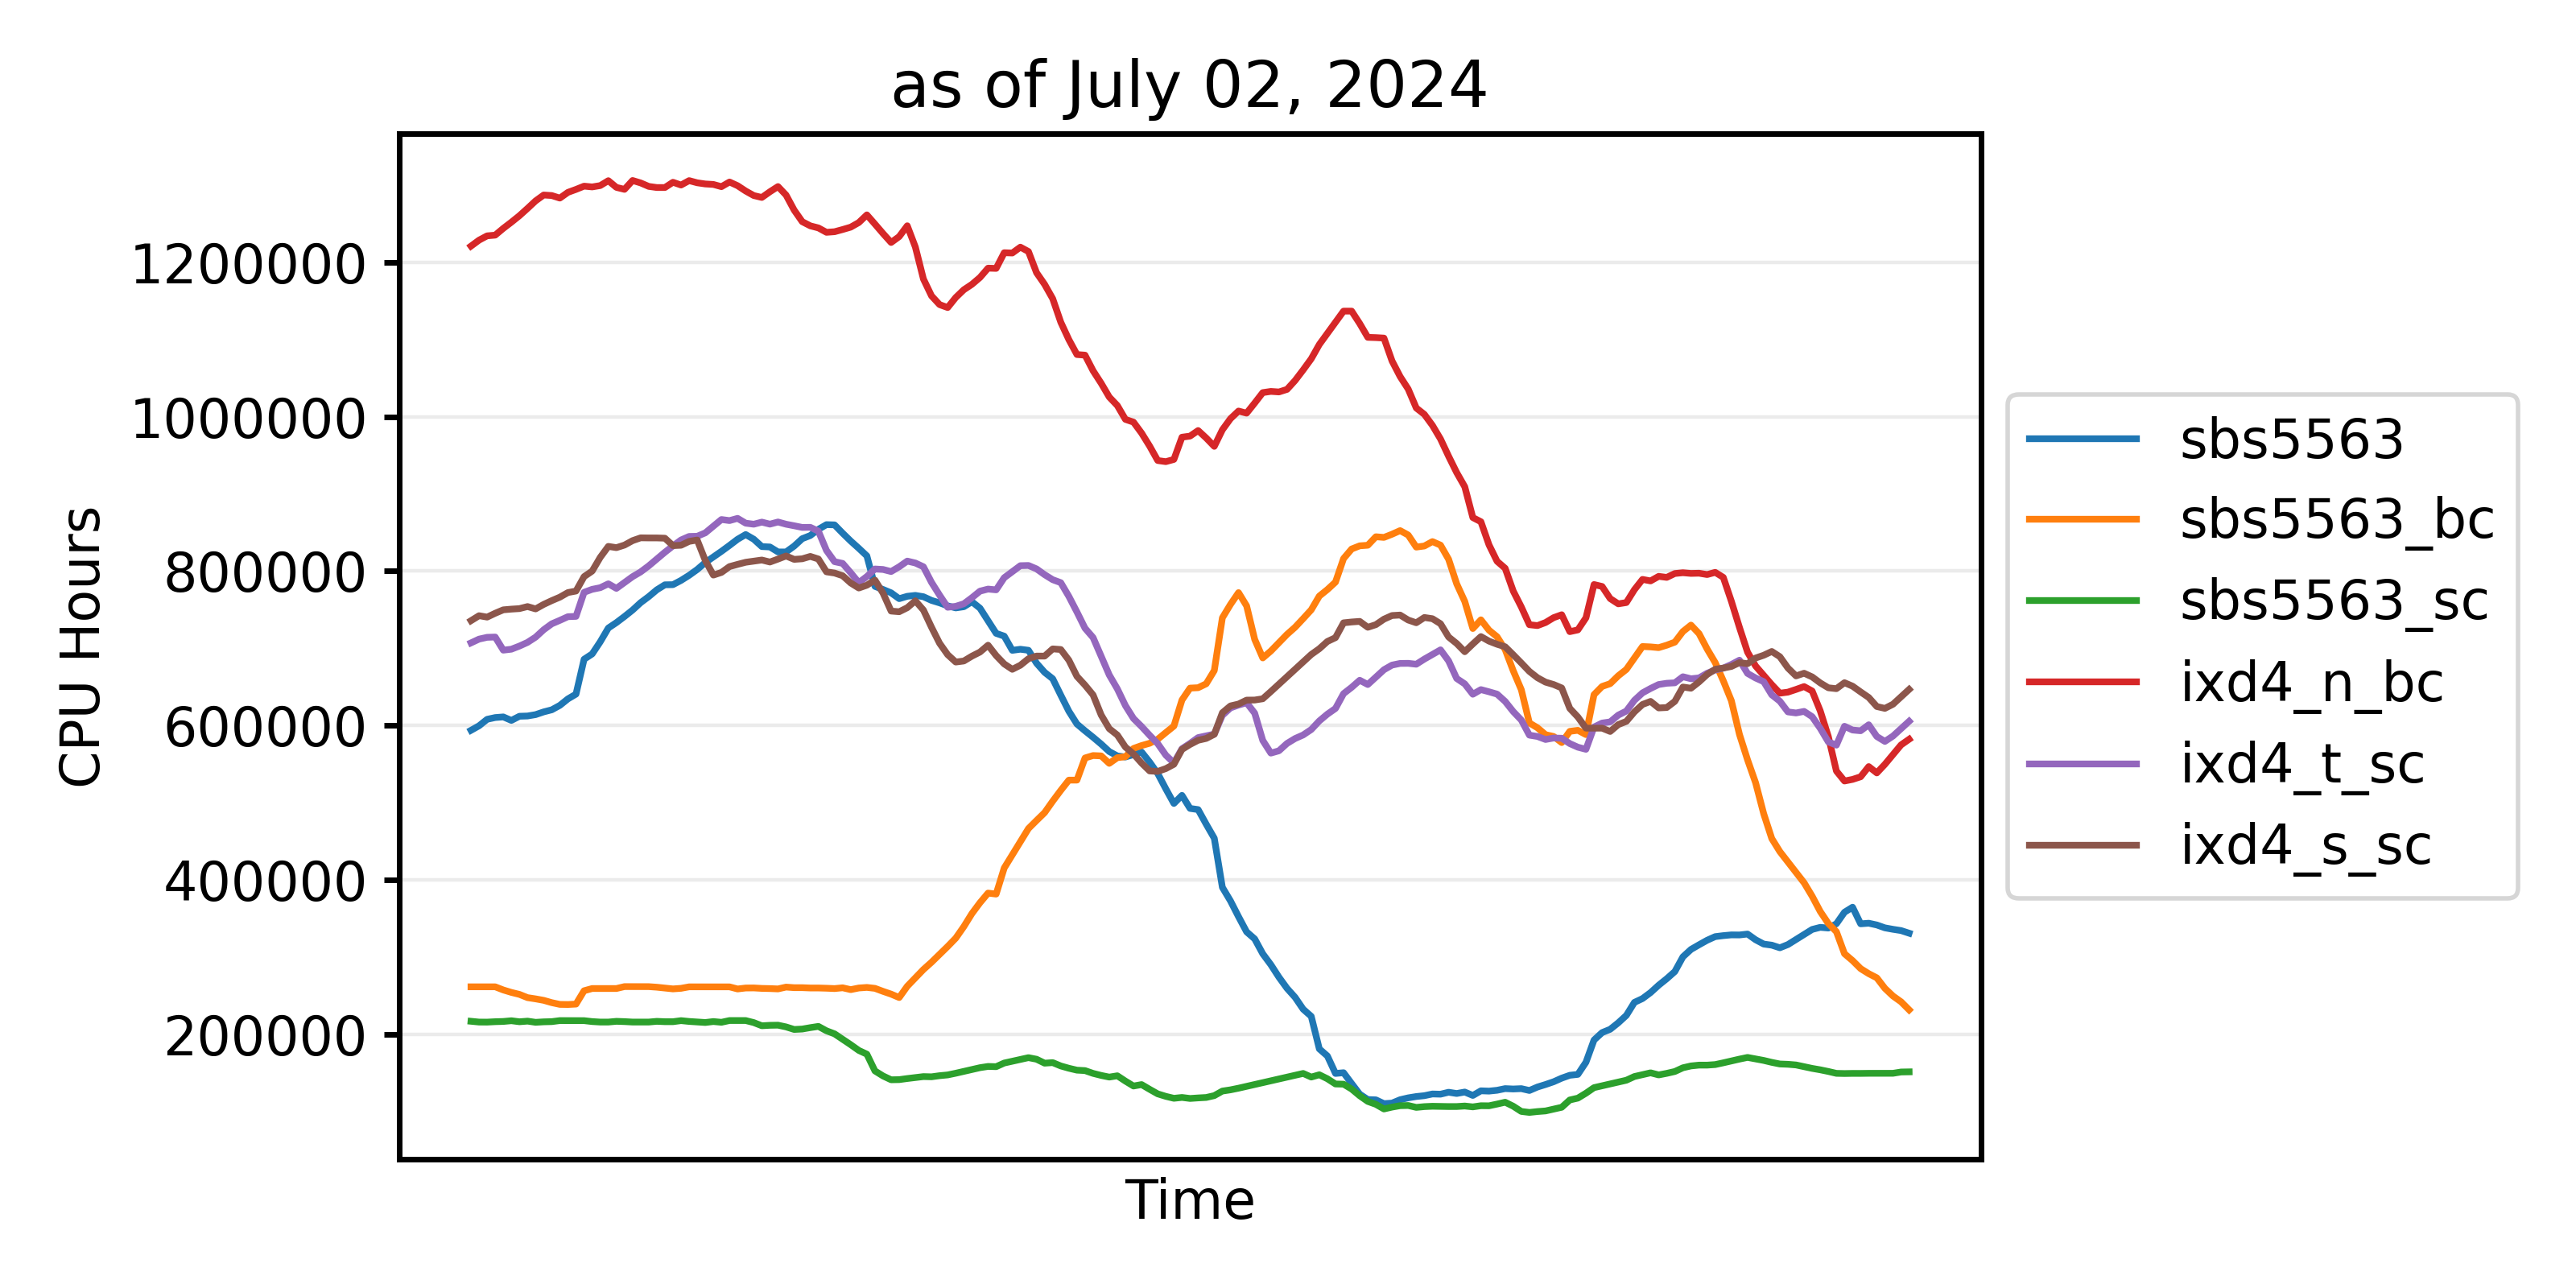 as of July 02, 2024
CPU Hours
1200000
1000000
800000
600000
400000
200000
Time
sbs5563
sbs5563_bc
sbs5563_sc
ixd4_n_bc
ixd4_t_sc
ixd4_s_sc